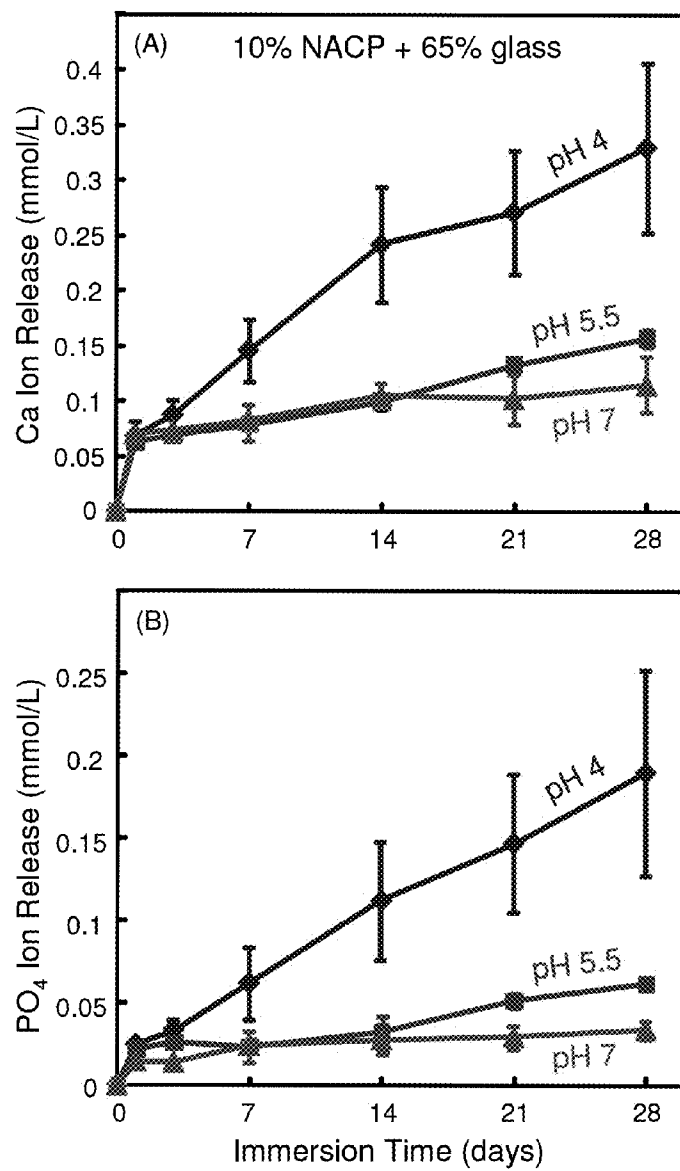 (A) 10% NACP + 65% glass
Ca Ion Release (mmol/L)
0.4
0.35
0.3
0.25
0.2
0.15
0.1
0.05
0
pH 4
pH 5.5
pH 7
0 7 14 21 28
(B)
PO4 Ion Release (mmol/L)
0.25
0.2
0.15
0.1
0.05
0
pH 4
pH 5.5
pH 7
0 7 14 21 28
Immersion Time (days)